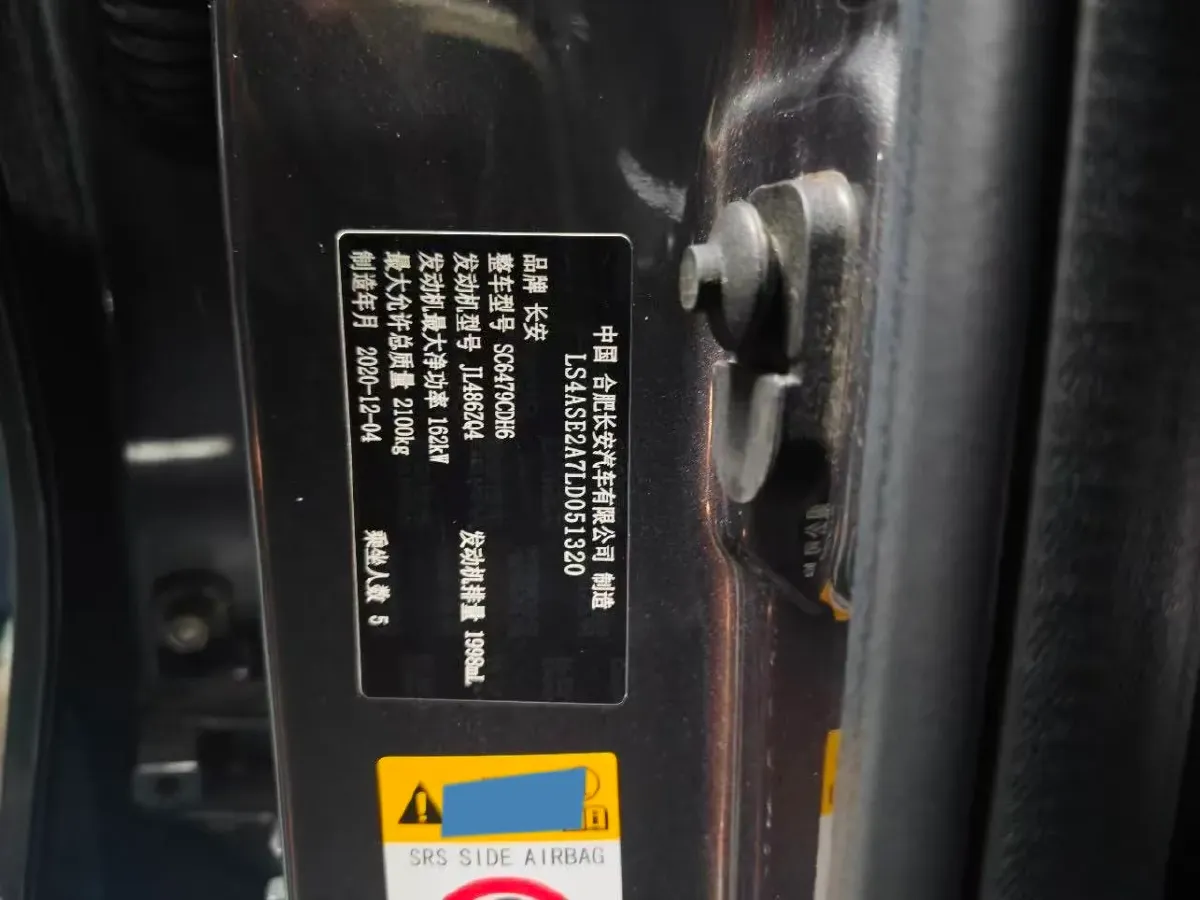 中国 合肥长安汽车有限公司 制造
LS4ASE2A7LD051320
品牌 长安
整车型号 SC6479CDH6
发动机型号 JL486ZQ4 发动机排量 1998mL
发动机最大净功率 162kW
最大允许总质量 2100kg
制造年月 2020-12-04 乘坐人数 5
SRS SIDE AIRBAG